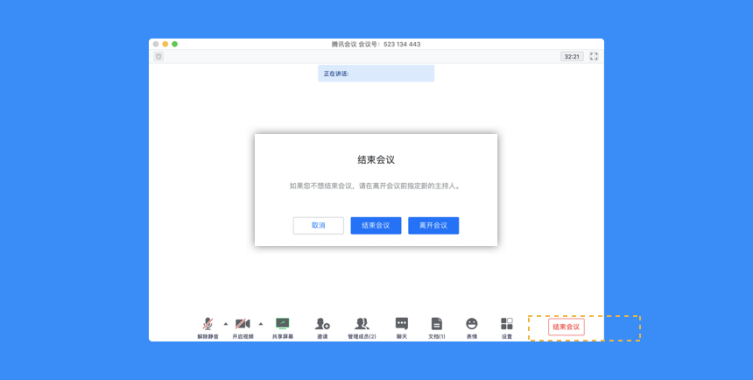 腾讯会议 会议号：523 134 443
32:21
正在讲话:
结束会议
如果您不想结束会议，请在离开会议前指定新的主持人。
取消
结束会议
离开会议
解除静音
开启视频
共享屏幕
邀请
管理成员(2)
聊天
文档(1)
表情
设置
结束会议